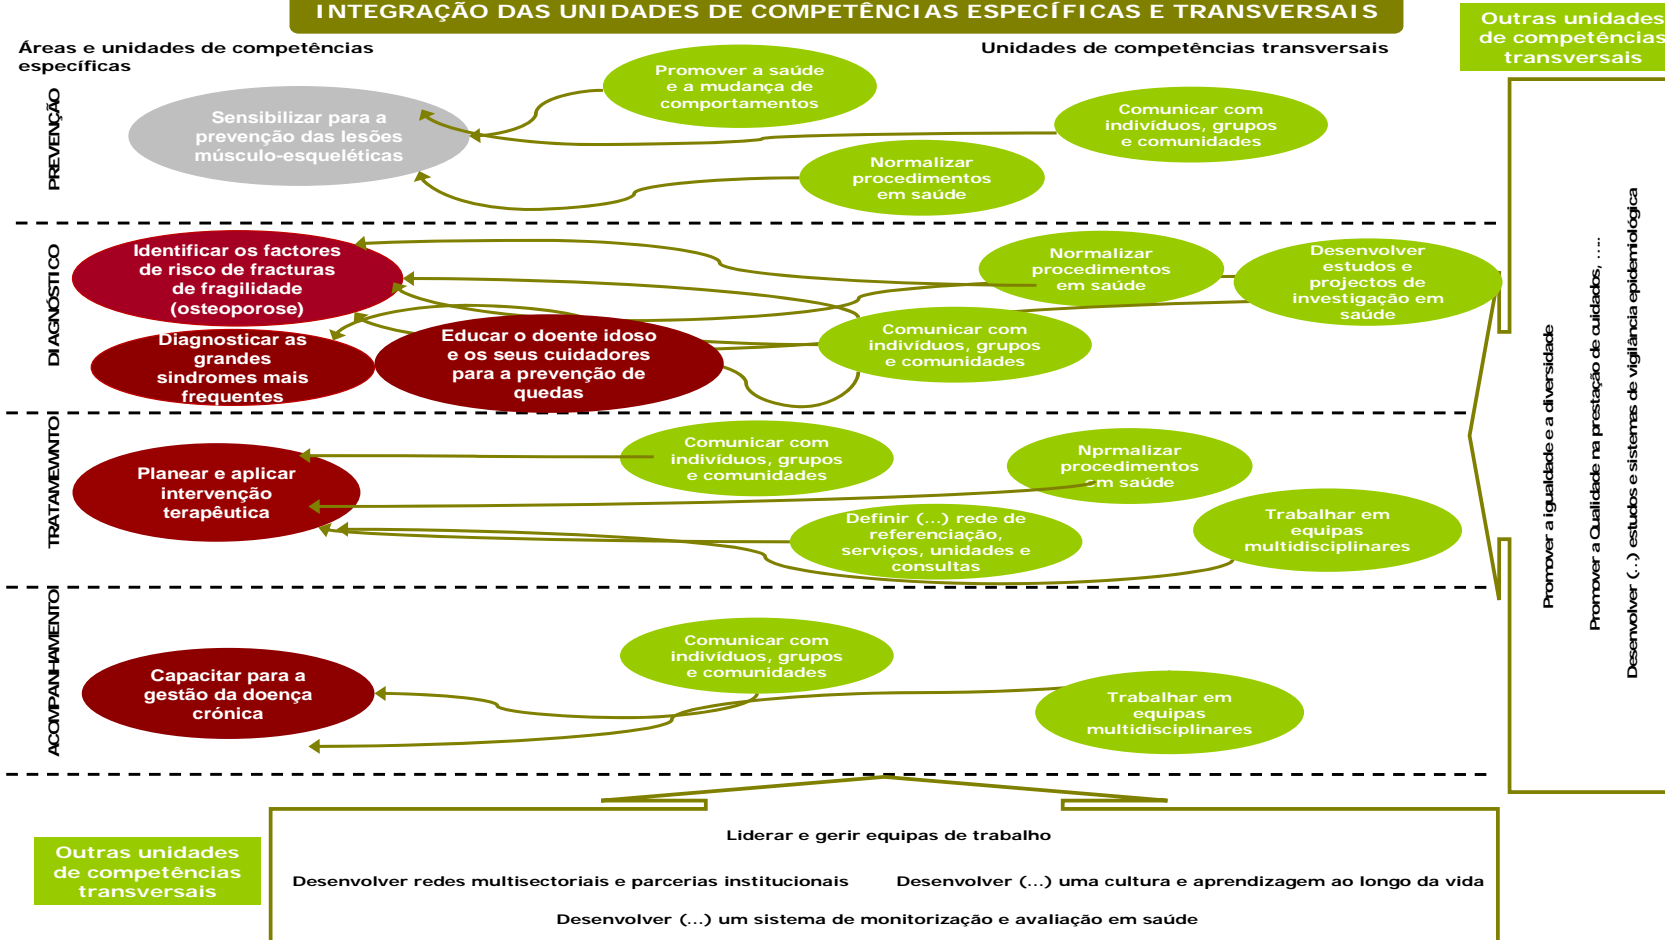 INTEGRAÇÃO DAS UNIDADES DE COMPETÊNCIAS ESPECÍFICAS E TRANSVERSAIS
Outras unidades
de competências
transversais
Áreas e unidades de competências
específicas
Unidades de competências transversais
PREVENÇÃO
Sensibilizar para a
prevenção das lesões
músculo-esqueléticas
Promover a saúde
e a mudança de
comportamentos
Comunicar com
indivíduos, grupos
e comunidades
Normalizar
procedimentos
em saúde
DIAGNÓSTICO
Identificar os factores
de risco de fracturas
de fragilidade
(osteoporose)
Diagnosticar as
grandes
sindromes mais
frequentes
Educar o doente idoso
e os seus cuidadores
para a prevenção de
quedas
Normalizar
procedimentos
em saúde
Desenvolver
estudos e
projectos de
investigação em
saúde
Comunicar com
indivíduos, grupos
e comunidades
TRATAMEWNTO
Planear e aplicar
intervenção
terapêutica
Comunicar com
indivíduos, grupos
e comunidades
Nprmalizar
procedimentos
em saúde
Definir (...) rede de
referenciação,
serviços, unidades e
consultas
Trabalhar em
equipas
multidisciplinares
ACOMPANHAMENTO
Capacitar para a
gestão da doença
crónica
Comunicar com
indivíduos, grupos
e comunidades
Trabalhar em
equipas
multidisciplinares
Promover a igualdade e a diversidade
Promover a Qualidade na prestação de cuidados, …..
Desenvolver (…) estudos e sistemas de vigilância epidemiológica
Outras unidades
de competências
transversais
Liderar e gerir equipas de trabalho
Desenvolver redes multisectoriais e parcerias institucionais
Desenvolver (...) uma cultura e aprendizagem ao longo da vida
Desenvolver (...) um sistema de monitorização e avaliação em saúde